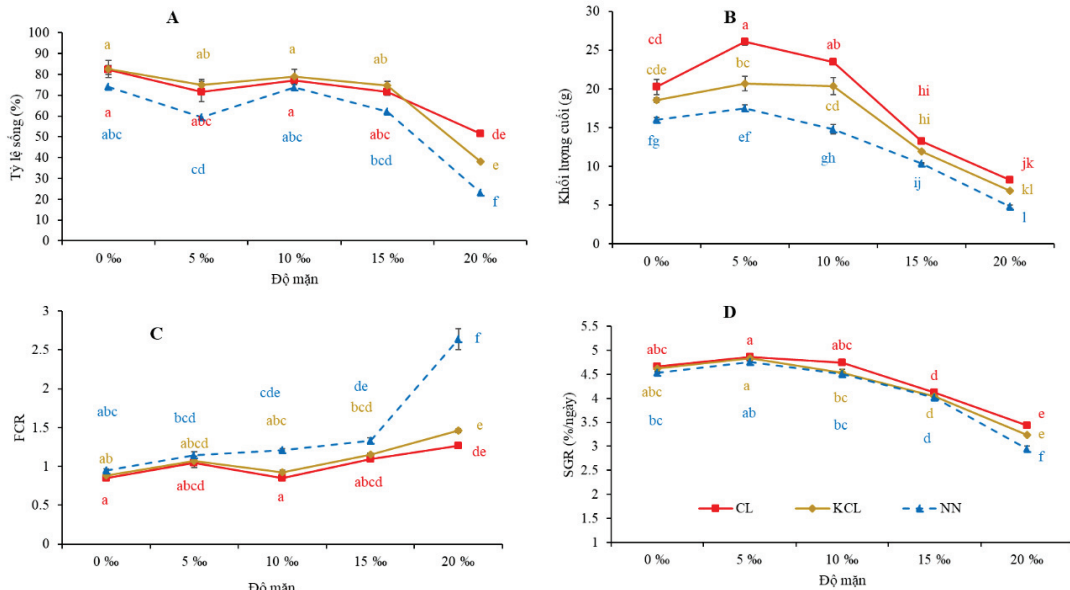 A
Tỷ lệ sống (%)
100
90
80
70
60
50
40
30
20
10
0
a
ab
a
ab
a
abc
a
abc
de
abc
cd
abc
bcd
e
f
0 ‰
5 ‰
10 ‰
15 ‰
20 ‰
Độ mặn
B
Khối lượng cuối (g)
30
25
20
15
10
5
0
cd
a
ab
hi
jk
cde
bc
cd
hi
kl
fg
ef
gh
ij
l
0 ‰
5 ‰
10 ‰
15 ‰
20 ‰
Độ mặn
C
FCR
3
2.5
2
1.5
1
0.5
0
abc
bcd
cde
de
f
ab
abcd
abc
bcd
e
a
abcd
a
abcd
de
0 ‰
5 ‰
10 ‰
15 ‰
20 ‰
Độ mặn
D
SGR (%/ngày)
5.5
5
4.5
4
3.5
3
2.5
2
1.5
1
abc
a
abc
d
e
abc
a
bc
d
e
bc
ab
bc
d
f
CL
KCL
NN
0 ‰
5 ‰
10 ‰
15 ‰
20 ‰
Độ mặn